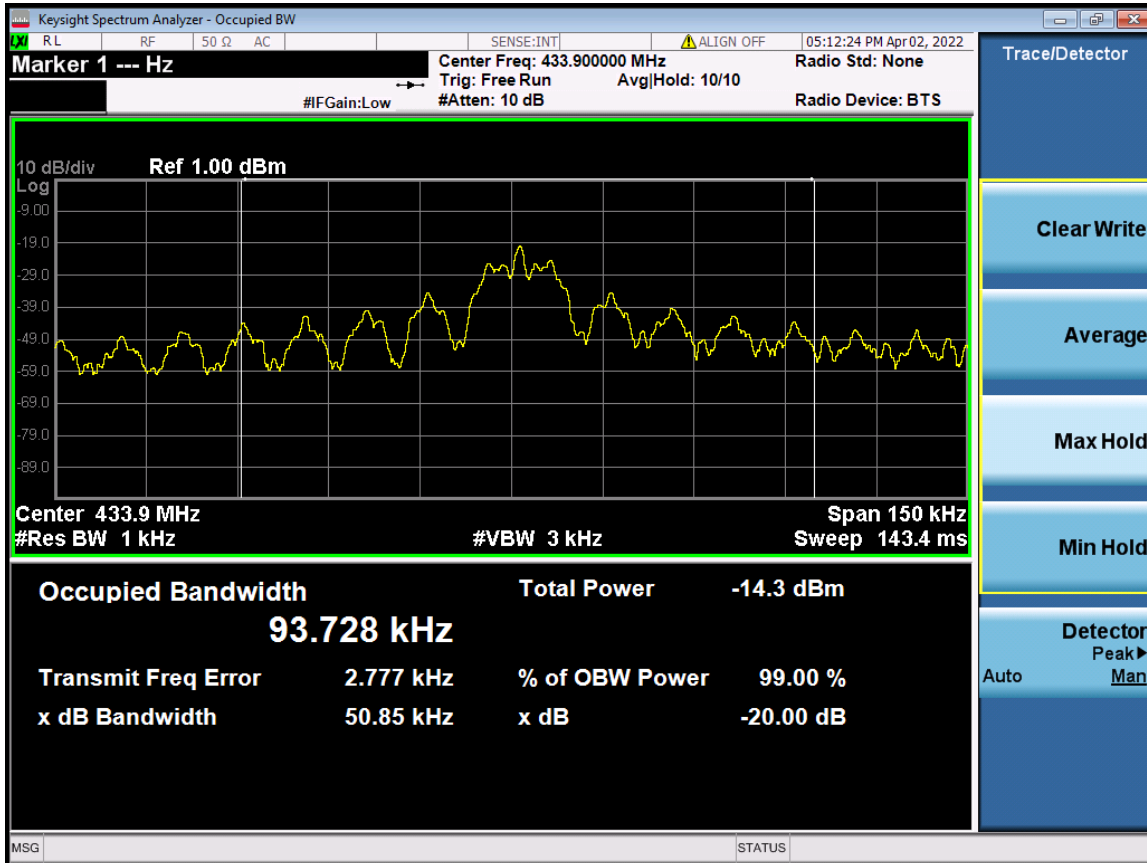 Keysight Spectrum Analyzer - Occupied BW
LXI RL RF 50 Ω AC SENSE:INT ALIGN OFF 05:12:24 PM Apr 02, 2022
Marker 1 --- Hz
Center Freq: 433.900000 MHz
Radio Std: None
Trig: Free Run Avg|Hold: 10/10
#IFGain:Low
#Atten: 10 dB
Radio Device: BTS
10 dB/div Ref 1.00 dBm
Log
-9.00
-19.0
-29.0
-39.0
-49.0
-59.0
-69.0
-79.0
-89.0
Center 433.9 MHz
Span 150 kHz
#Res BW 1 kHz
#VBW 3 kHz
Sweep 143.4 ms
Occupied Bandwidth
Total Power -14.3 dBm
93.728 kHz
Transmit Freq Error 2.777 kHz
% of OBW Power 99.00 %
x dB Bandwidth 50.85 kHz
x dB -20.00 dB
MSG
STATUS
Trace/Detector
Clear Write
Average
Max Hold
Min Hold
Detector
Peak▶
Auto Man